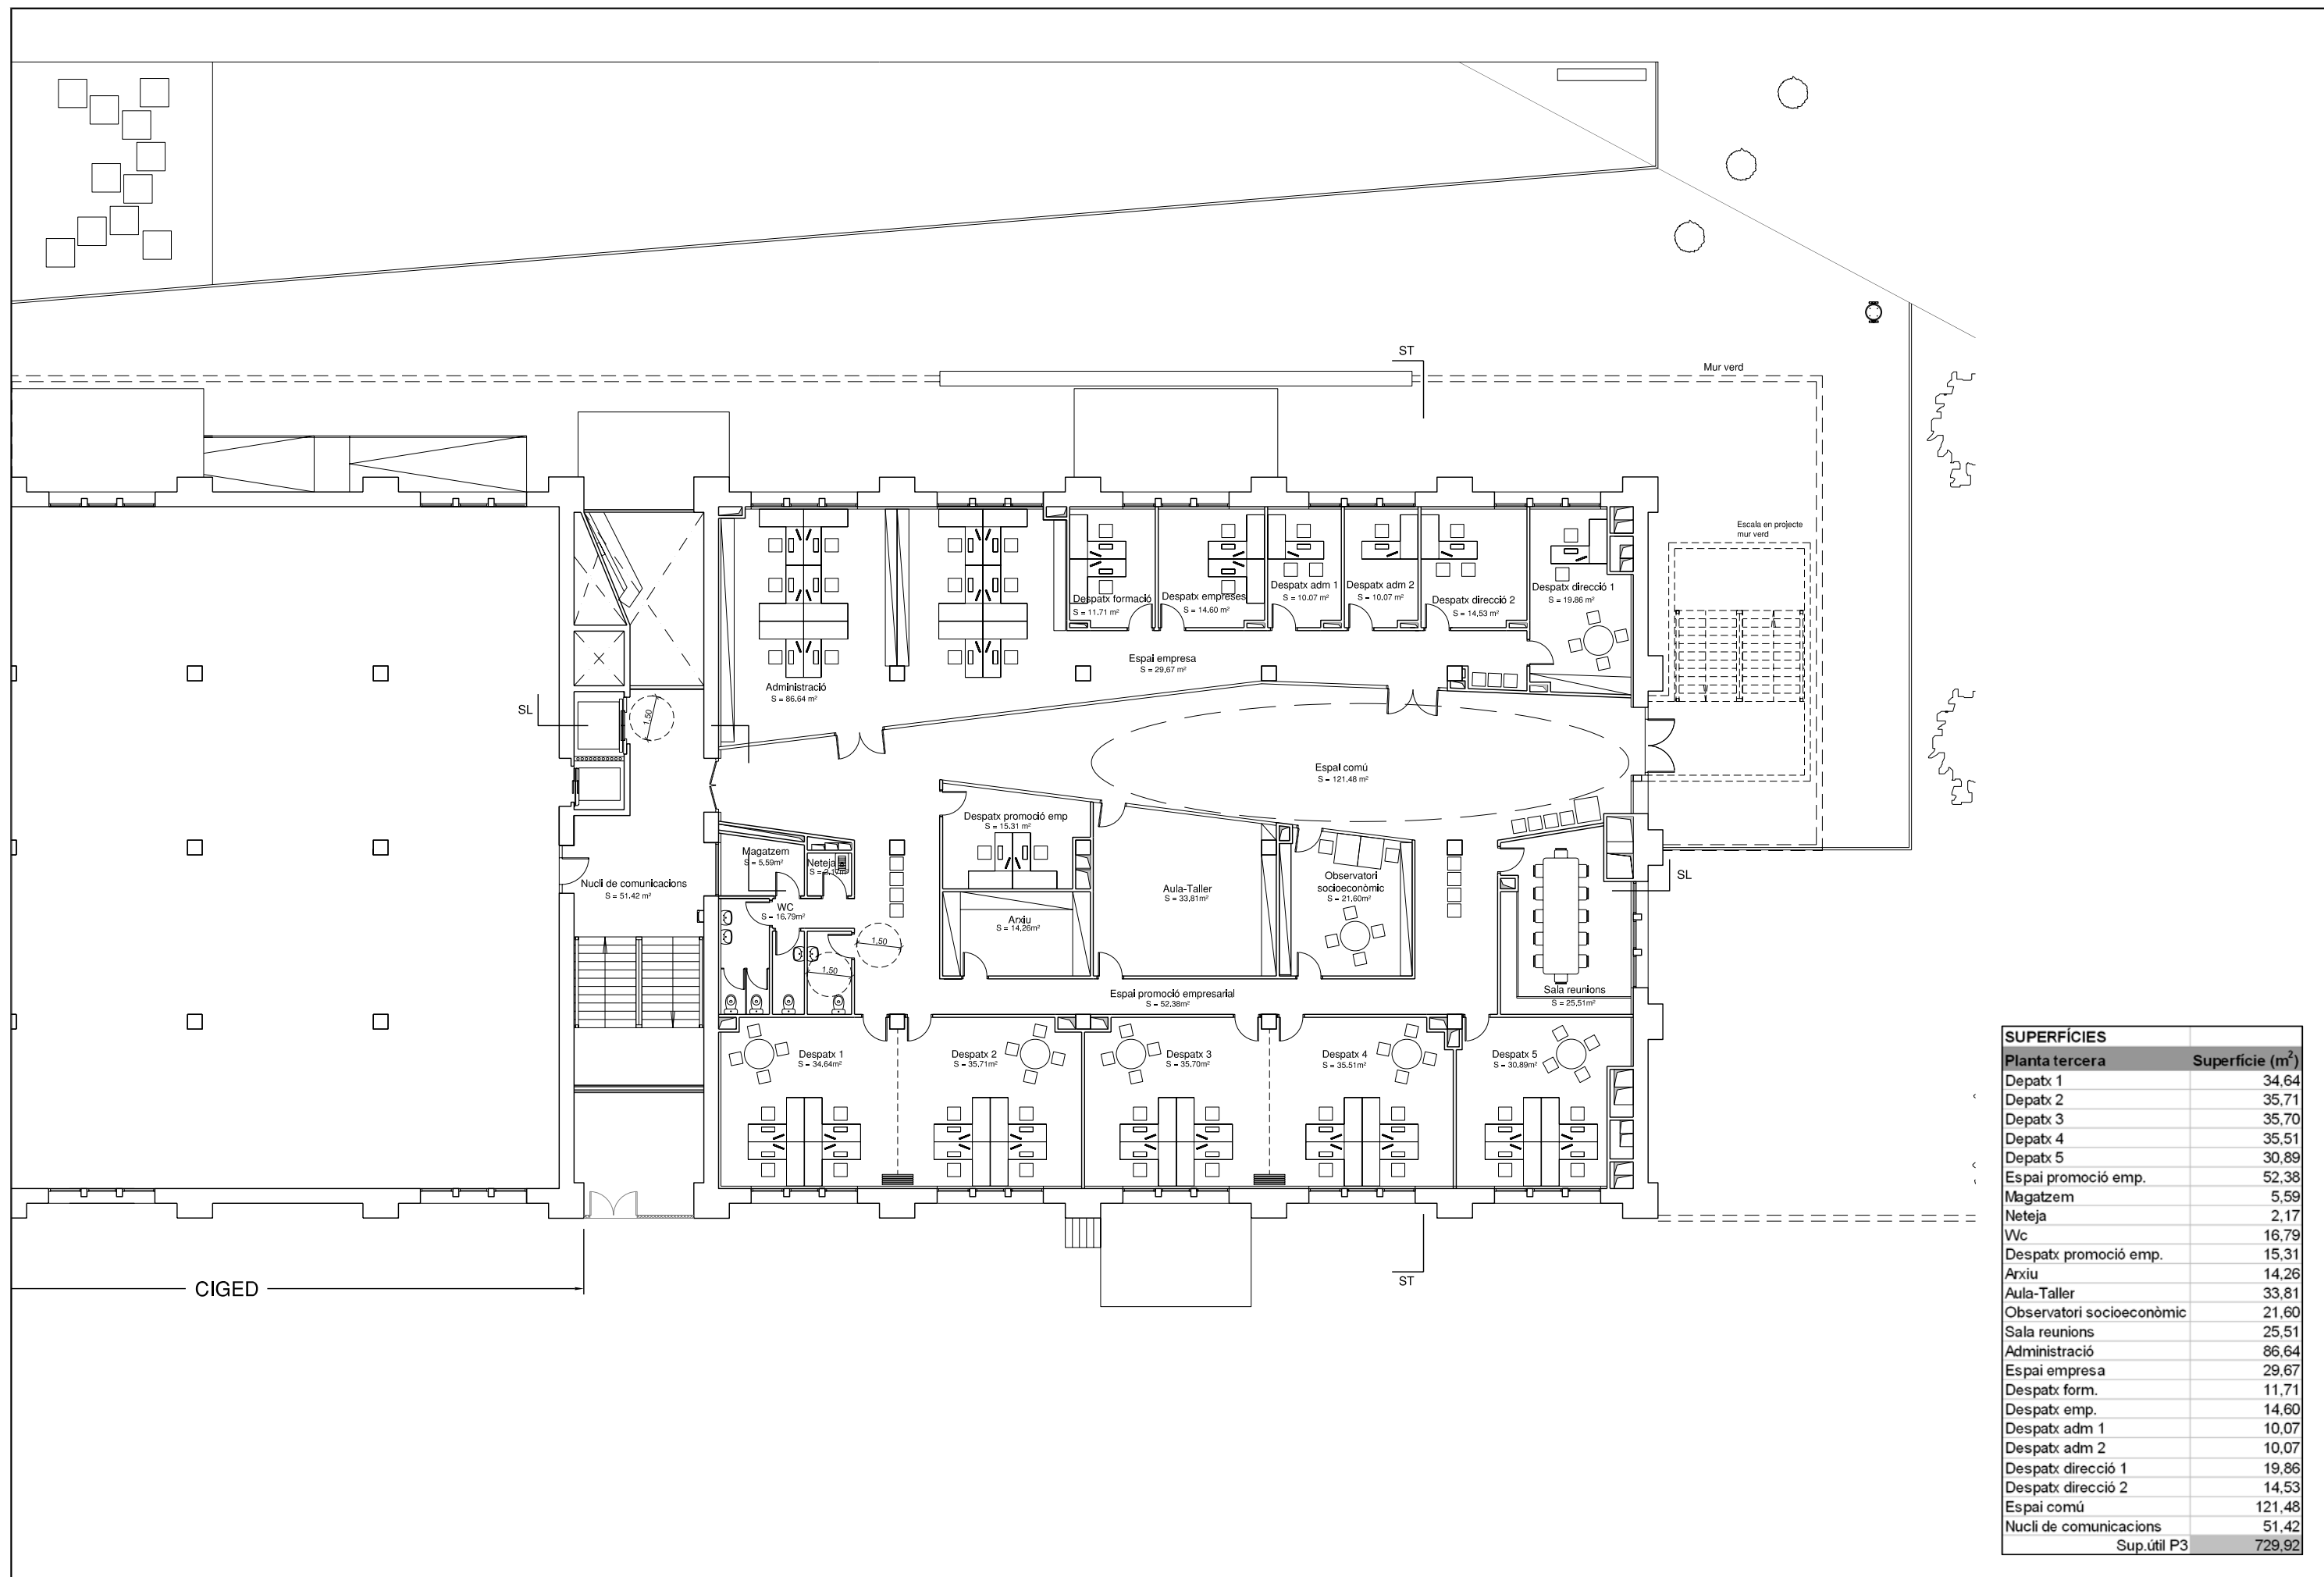 ST
Mur verd
Escala en projecte
mur verd
Despatx formació
S = 11.71 m²
Despatx empreses
S = 14.60 m²
Despatx adm 1
S = 10.07 m²
Despatx adm 2
S = 10,07 m²
Despatx direcció 2
S = 14,53 m²
Despatx direcció 1
S = 19.86 m²
Espai empresa
S = 29,67 m²
Administració
S = 86.64 m²
SL
1,50
Espai comú
S = 121,48 m²
Despatx promoció emp
S = 15.31 m²
Magatzem
S = 5,59m²
Neteja
S = 2,17m²
Nucli de comunicacions
S = 51.42 m²
WC
S = 16,79m²
1,50
1,50
Arxiu
S = 14,26m²
Aula-Taller
S = 33,81m²
Observatori
socioeconòmic
S = 21,60m²
SL
Sala reunions
S = 25,51m²
Espai promoció empresarial
S = 52.38m²
Despatx 1
S = 34,64m²
Despatx 2
S = 35,71m²
Despatx 3
S = 35,70m²
Despatx 4
S = 35.51m²
Despatx 5
S = 30,89m²
ST
CIGED
SUPERFÍCIES
Planta tercera Superfície (m²)
Depatx 1 34,64
Depatx 2 35,71
Depatx 3 35,70
Depatx 4 35,51
Depatx 5 30,89
Espai promoció emp. 52,38
Magatzem 5,59
Neteja 2,17
Wc 16,79
Despatx promoció emp. 15,31
Arxiu 14,26
Aula-Taller 33,81
Observatori socioeconòmic 21,60
Sala reunions 25,51
Administració 86,64
Espai empresa 29,67
Despatx form. 11,71
Despatx emp. 14,60
Despatx adm 1 10,07
Despatx adm 2 10,07
Despatx direcció 1 19,86
Despatx direcció 2 14,53
Espai comú 121,48
Nucli de comunicacions 51,42
Sup.útil P3 729,92